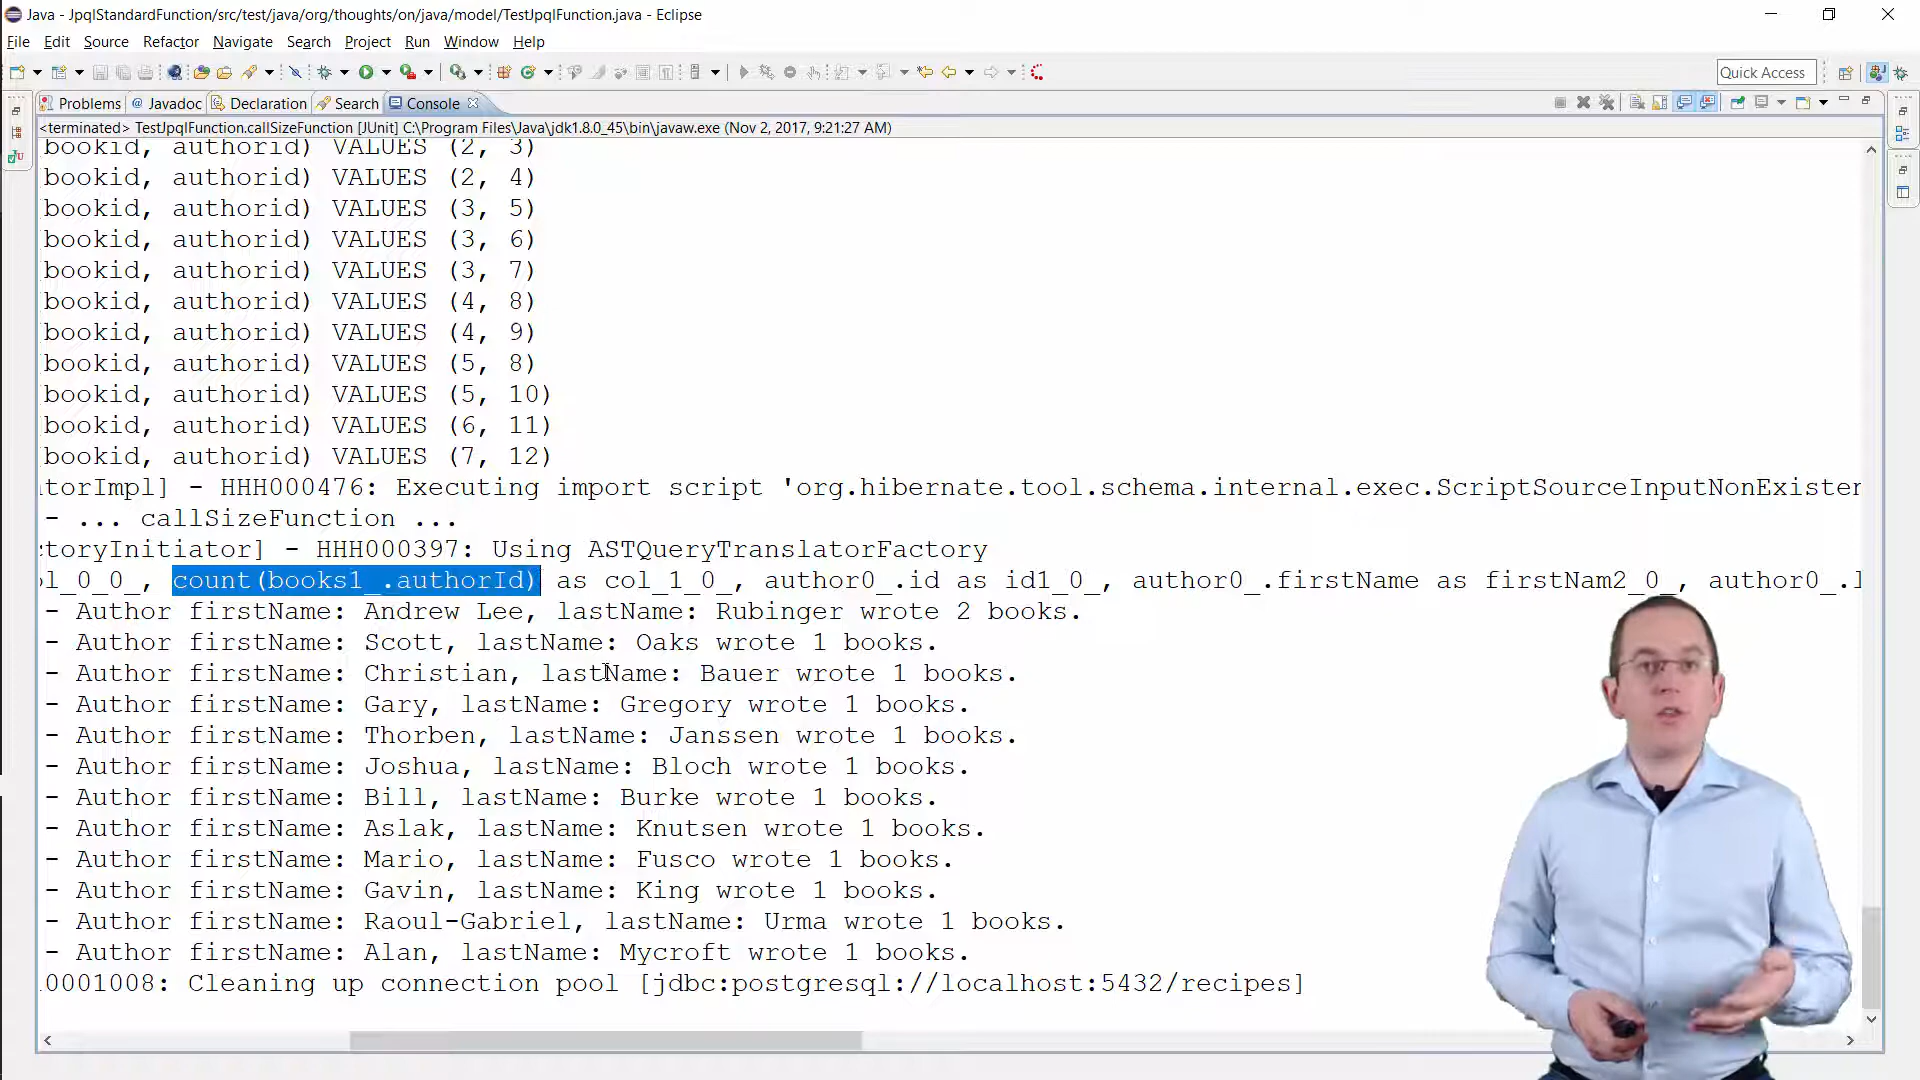 Java - JpqlStandardFunction/src/test/java/org/thoughts/on/java/model/TestJpqlFunction.java - Eclipse
File Edit Source Refactor Navigate Search Project Run Window Help
Quick Access
Problems @ Javadoc Declaration Search Console
<terminated> TestJpqlFunction.callSizeFunction [JUnit] C:\Program Files\Java\jdk1.8.0_45\bin\javaw.exe (Nov 2, 2017, 9:21:27 AM)
bookid, authorid) VALUES (2, 3)
bookid, authorid) VALUES (2, 4)
bookid, authorid) VALUES (3, 5)
bookid, authorid) VALUES (3, 6)
bookid, authorid) VALUES (3, 7)
bookid, authorid) VALUES (4, 8)
bookid, authorid) VALUES (4, 9)
bookid, authorid) VALUES (5, 8)
bookid, authorid) VALUES (5, 10)
bookid, authorid) VALUES (6, 11)
bookid, authorid) VALUES (7, 12)
torImpl] - HHH000476: Executing import script 'org.hibernate.tool.schema.internal.exec.ScriptSourceInputNonExisten
- ... callSizeFunction ...
ctoryInitiator] - HHH000397: Using ASTQueryTranslatorFactory
ol_0_0_, count(books1_.authorId) as col_1_0_, author0_.id as id1_0_, author0_.firstName as firstNam2_0_, author0_.l
- Author firstName: Andrew Lee, lastName: Rubinger wrote 2 books.
- Author firstName: Scott, lastName: Oaks wrote 1 books.
- Author firstName: Christian, lastName: Bauer wrote 1 books.
- Author firstName: Gary, lastName: Gregory wrote 1 books.
- Author firstName: Thorben, lastName: Janssen wrote 1 books.
- Author firstName: Joshua, lastName: Bloch wrote 1 books.
- Author firstName: Bill, lastName: Burke wrote 1 books.
- Author firstName: Aslak, lastName: Knutsen wrote 1 books.
- Author firstName: Mario, lastName: Fusco wrote 1 books.
- Author firstName: Gavin, lastName: King wrote 1 books.
- Author firstName: Raoul-Gabriel, lastName: Urma wrote 1 books.
- Author firstName: Alan, lastName: Mycroft wrote 1 books.
0001008: Cleaning up connection pool [jdbc:postgresql://localhost:5432/recipes]